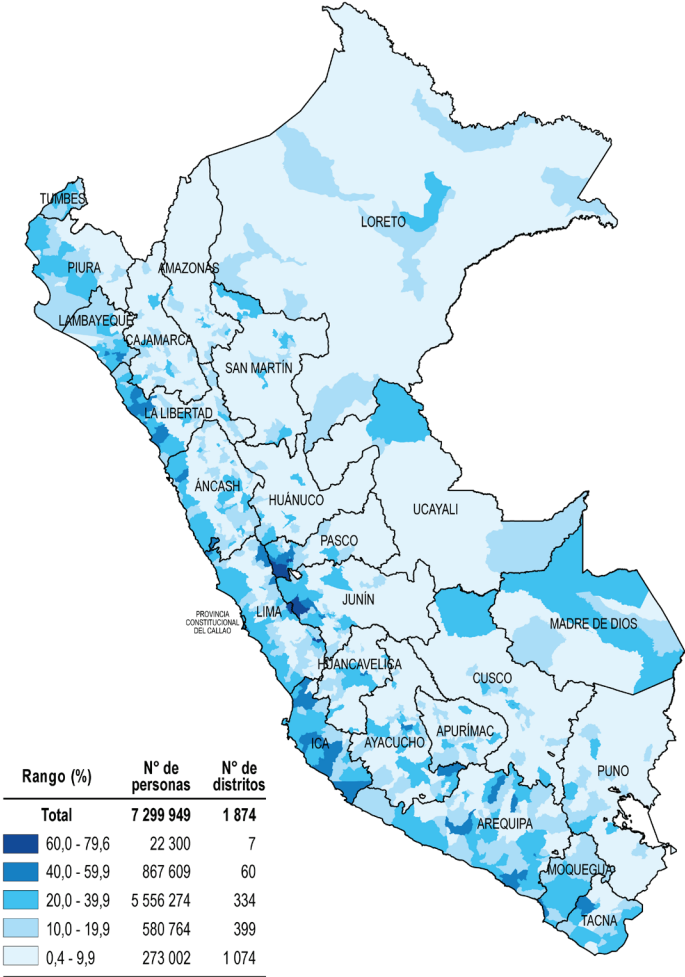 TUMBES
LORETO
PIURA
AMAZONAS
LAMBAYEQUE
CAJAMARCA
SAN MARTÍN
LA LIBERTAD
ÁNCASH
HUÁNUCO
UCAYALI
PASCO
JUNÍN
LIMA
PROVINCIA
CONSTITUCIONAL
DEL CALLAO
MADRE DE DIOS
HUANCAVELICA
CUSCO
APURÍMAC
ICA
AYACUCHO
PUNO
AREQUIPA
MOQUEGUA
TACNA
Rango (%) N° de personas N° de distritos
Total 7 299 949 1 874
60,0 - 79,6 22 300 7
40,0 - 59,9 867 609 60
20,0 - 39,9 5 556 274 334
10,0 - 19,9 580 764 399
0,4 - 9,9 273 002 1 074